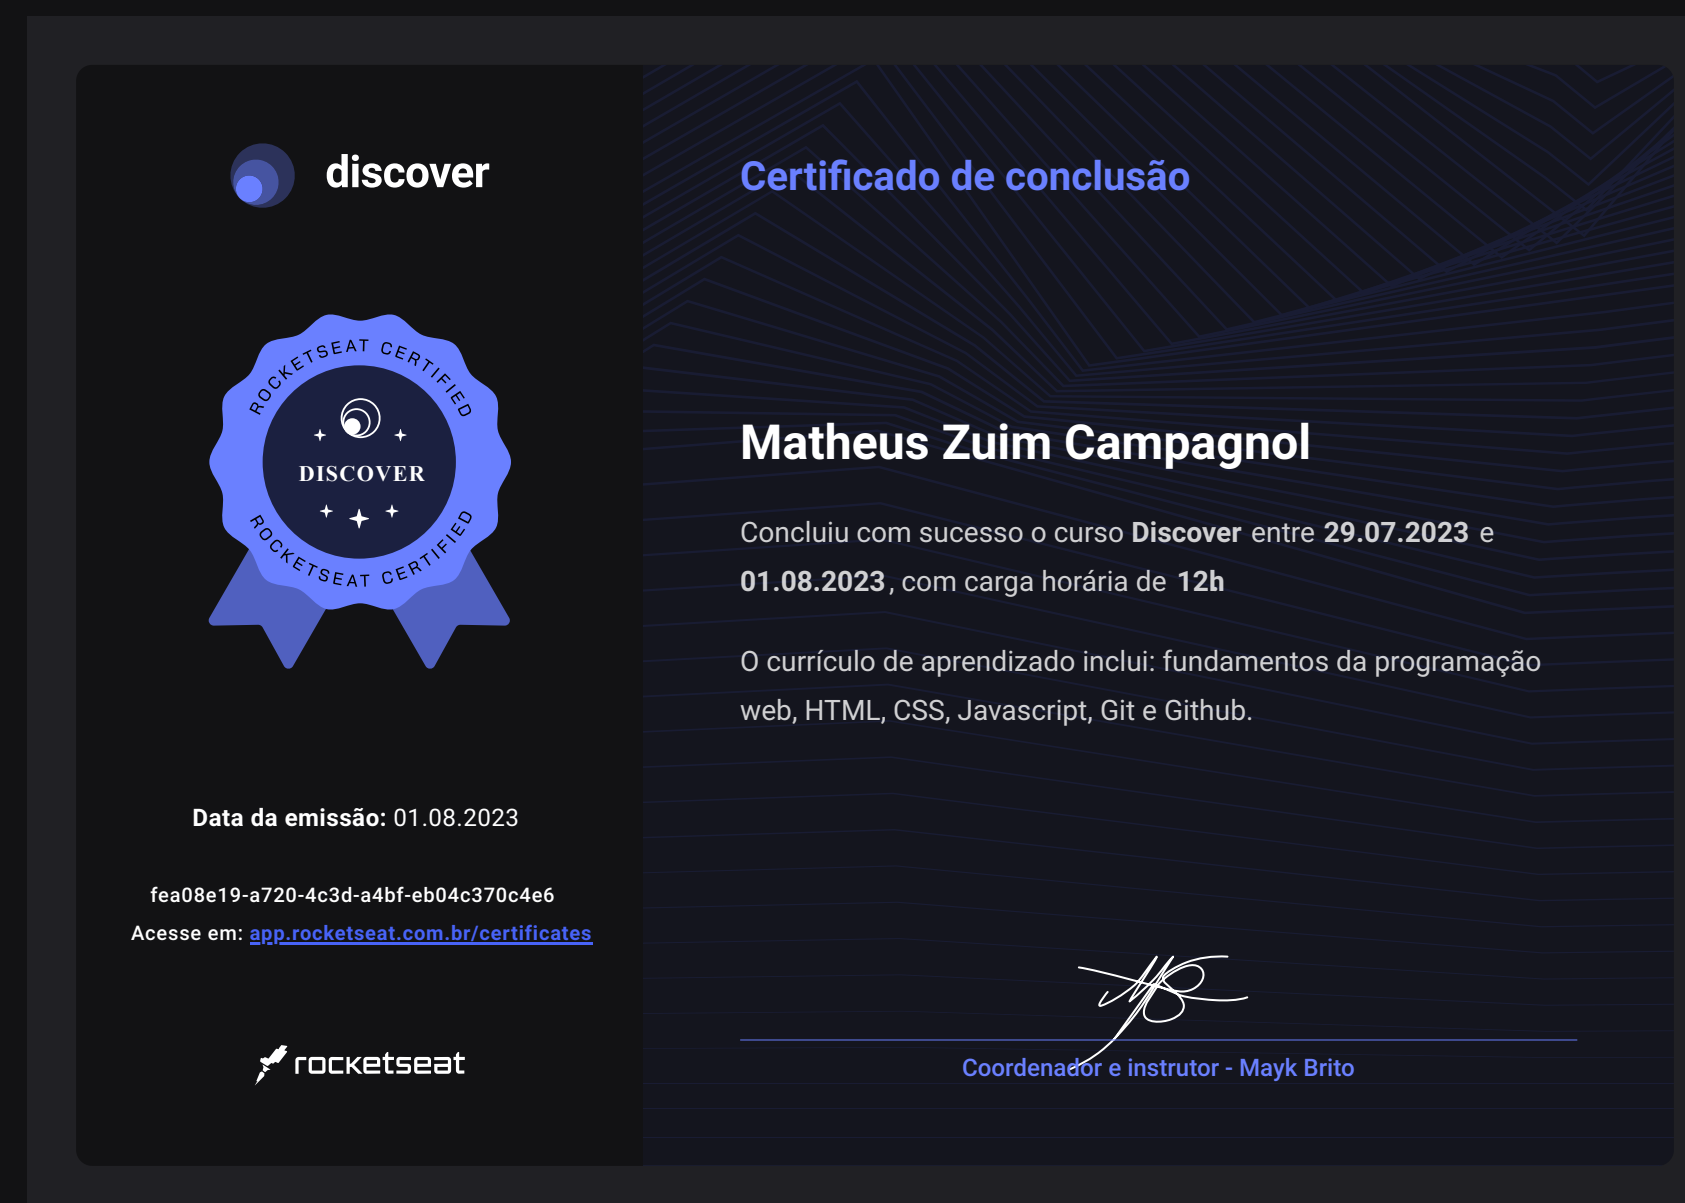 discover
ROCKETSEAT CERTIFIED
DISCOVER
ROCKETSEAT CERTIFIED
Data da emissão: 01.08.2023
fea08e19-a720-4c3d-a4bf-eb04c370c4e6
Acesse em: app.rocketseat.com.br/certificates
rocketseat
Certificado de conclusão
Matheus Zuim Campagnol
Concluiu com sucesso o curso Discover entre 29.07.2023 e
01.08.2023, com carga horária de 12h
O currículo de aprendizado inclui: fundamentos da programação
web, HTML, CSS, Javascript, Git e Github.
Coordenador e instrutor - Mayk Brito